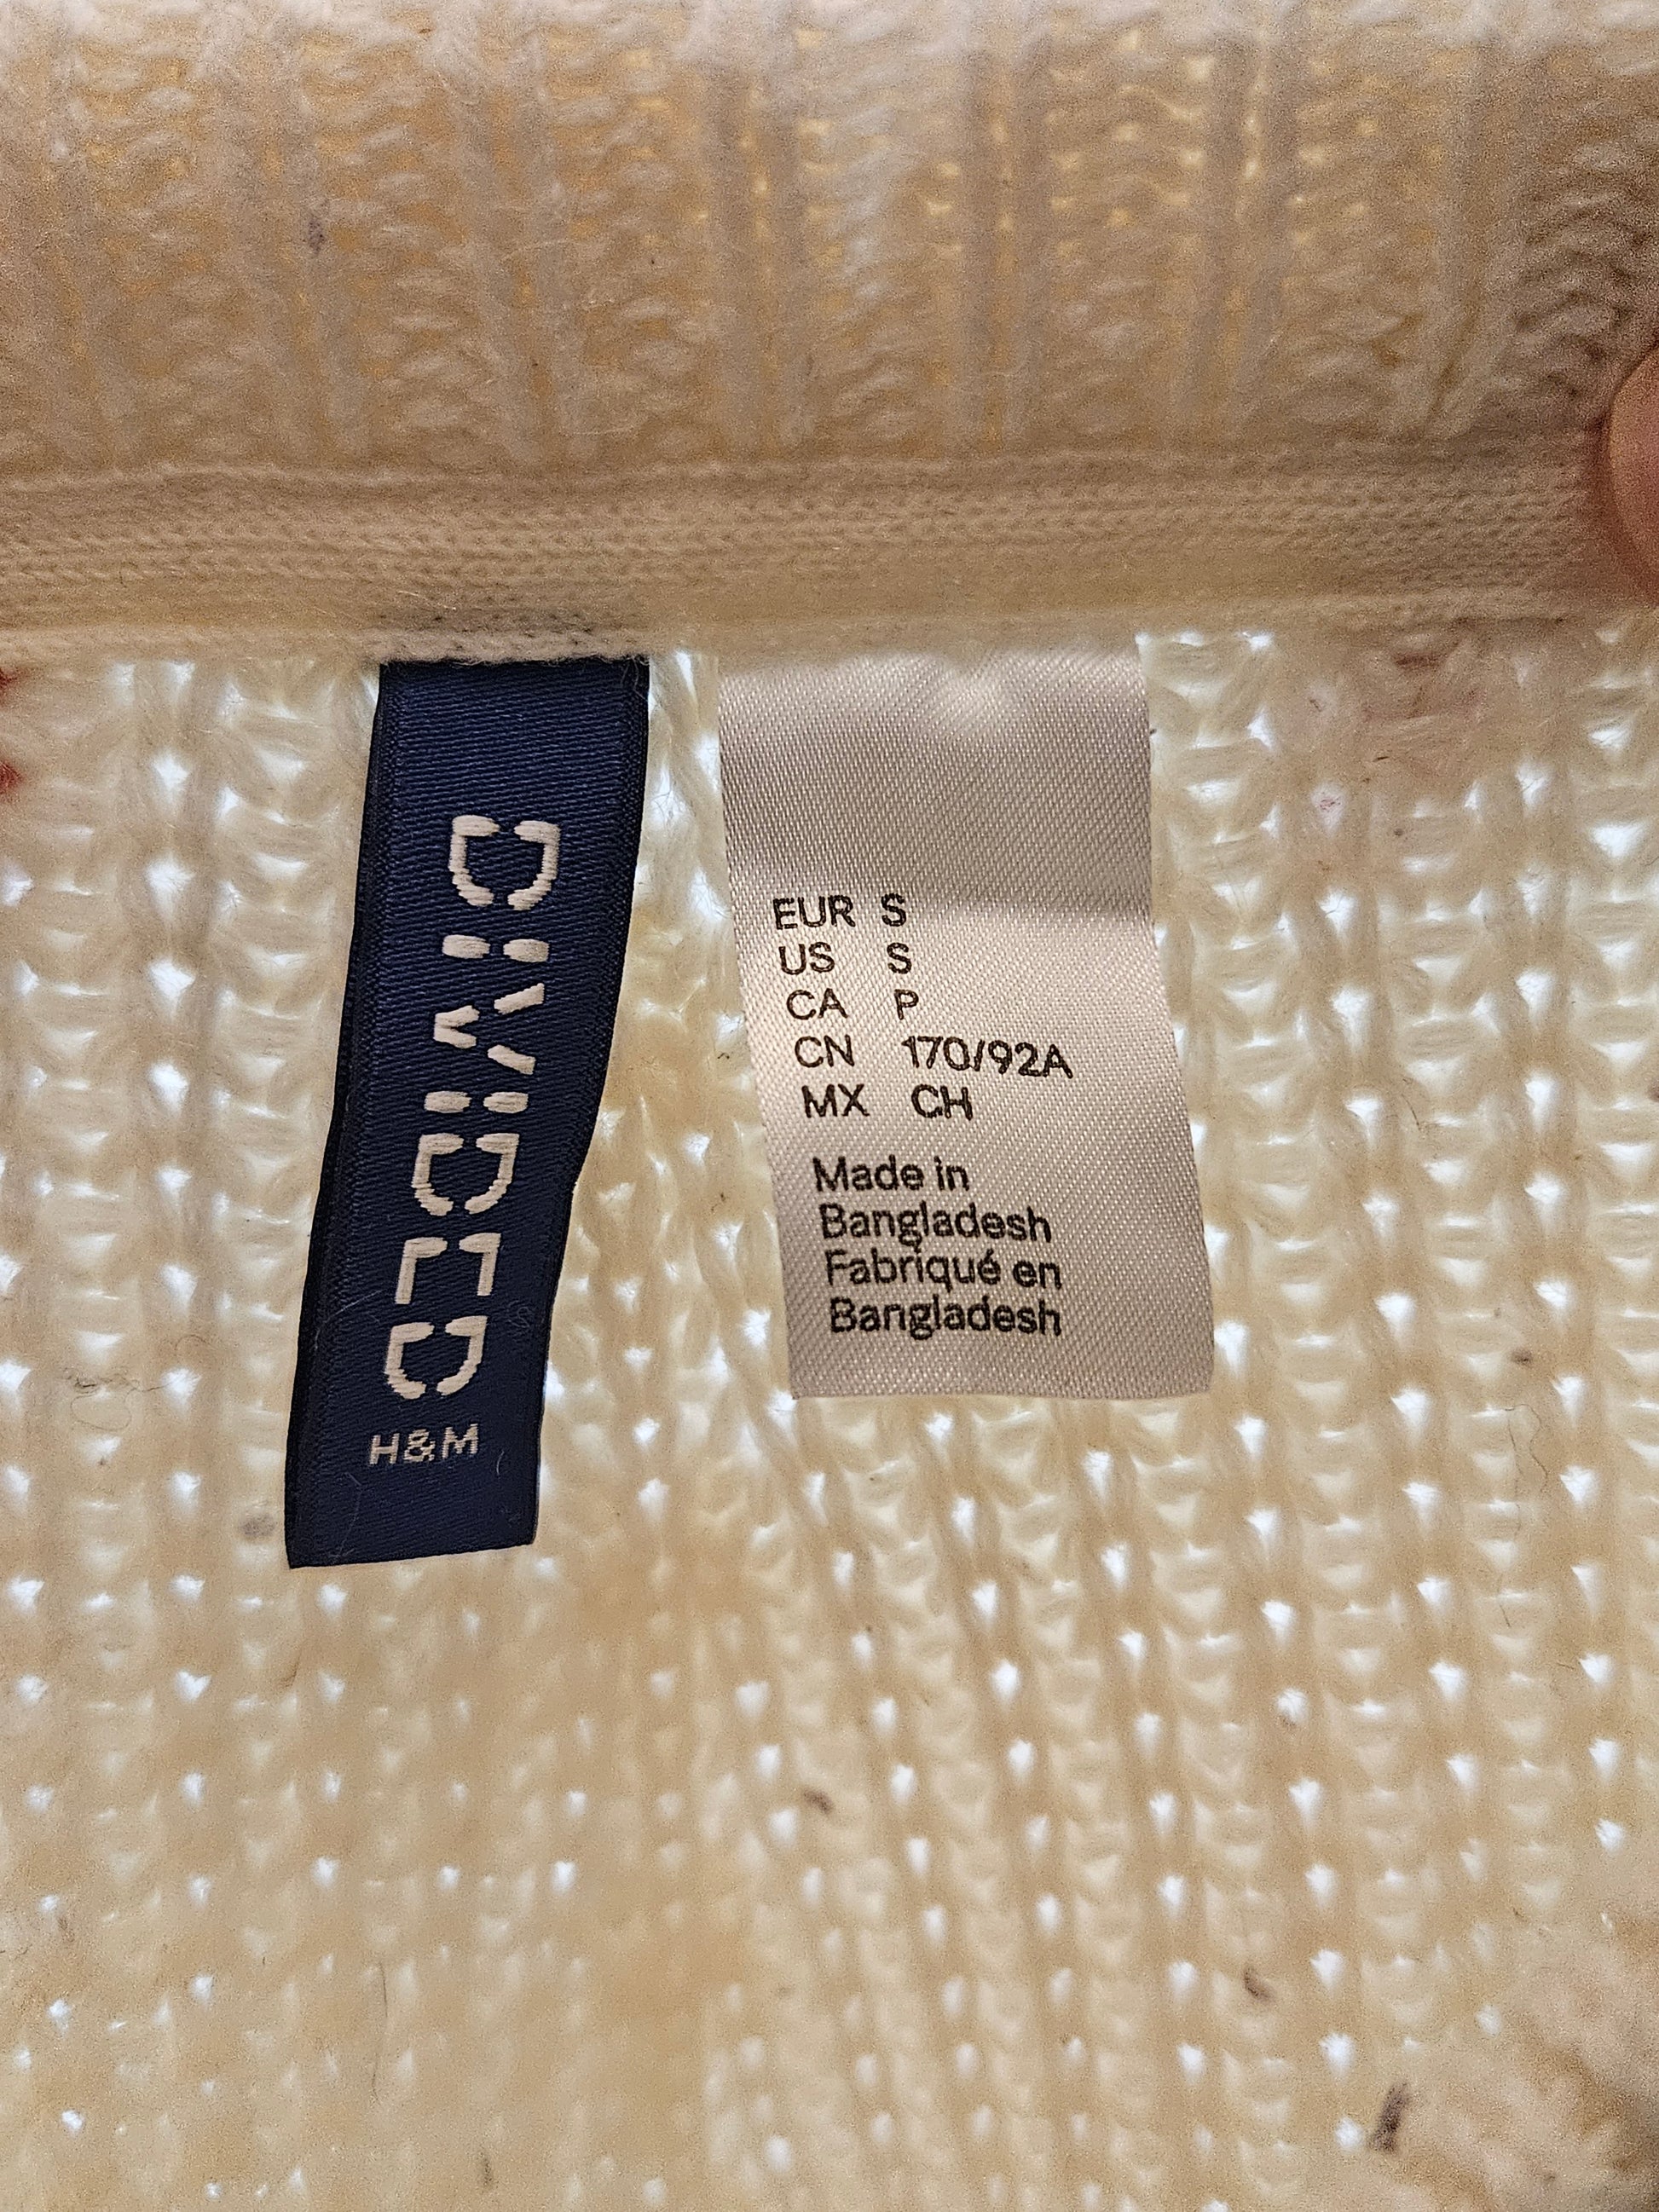 DIVIDED
H&M
EUR S
US S
CA P
CN 170/92A
MX CH
Made in
Bangladesh
Fabriqué en
Bangladesh